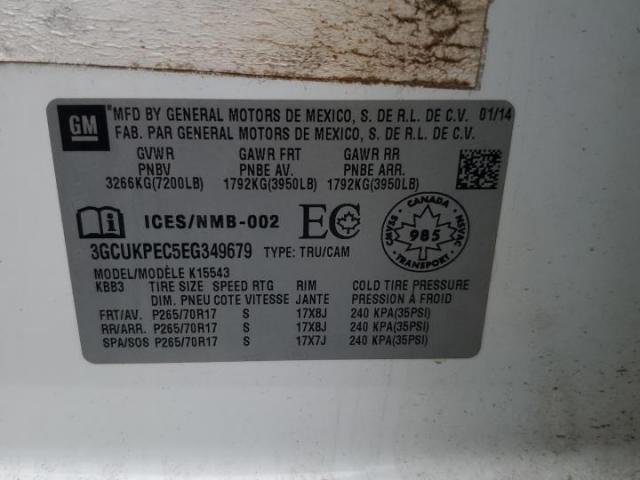 GM
*MFD BY GENERAL MOTORS DE MEXICO, S. DE R.L. DE C.V. 01/14
FAB. PAR GENERAL MOTORS DE MEXICO, S. DE R.L. DE C.V.
GVWR GAWR FRT GAWR RR
PNBV PNBE AV. PNBE ARR.
3266KG(7200LB) 1792KG(3950LB) 1792KG(3950LB)
ICES/NMB-002 EC
CANADA
985
CMVSS
NSVAC
3GCUKPEC5EG349679 TYPE: TRU/CAM
MODEL/MODÈLE K15543
KBB3 TIRE SIZE SPEED RTG RIM COLD TIRE PRESSURE
DIM. PNEU COTE VITESSE JANTE PRESSION À FROID
FRT/AV. P265/70R17 S 17X8J 240 KPA(35PSI)
RR/ARR. P265/70R17 S 17X8J 240 KPA(35PSI)
SPA/SOS P265/70R17 S 17X7J 240 KPA(35PSI)